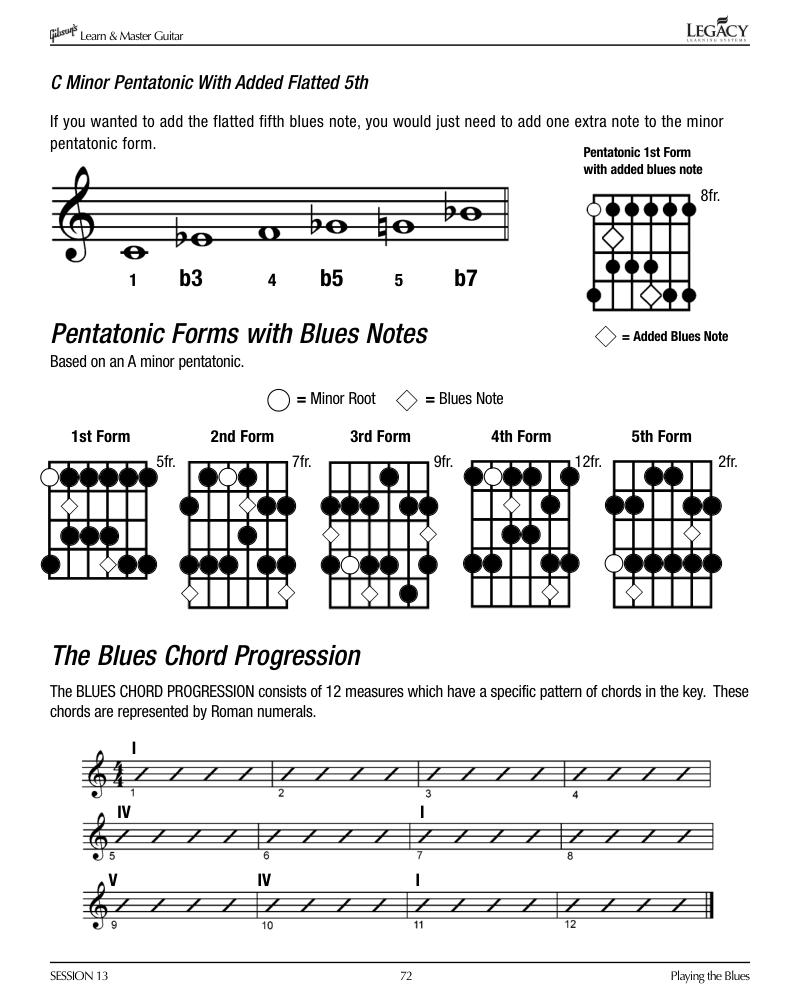 Gibson's Learn & Master Guitar
LEGACY
LEARNING SYSTEMS
C Minor Pentatonic With Added Flatted 5th
If you wanted to add the flatted fifth blues note, you would just need to add one extra note to the minor
pentatonic form.
Pentatonic 1st Form
with added blues note
8fr.
1 b3 4 b5 5 b7
= Added Blues Note
Pentatonic Forms with Blues Notes
Based on an A minor pentatonic.
= Minor Root = Blues Note
1st Form 2nd Form 3rd Form 4th Form 5th Form
5fr. 7fr. 9fr. 12fr. 2fr.
The Blues Chord Progression
The BLUES CHORD PROGRESSION consists of 12 measures which have a specific pattern of chords in the key. These
chords are represented by Roman numerals.
I
4
4
1 2 3 4
IV I
5 6 7 8
V IV I
9 10 11 12
SESSION 13 72 Playing the Blues